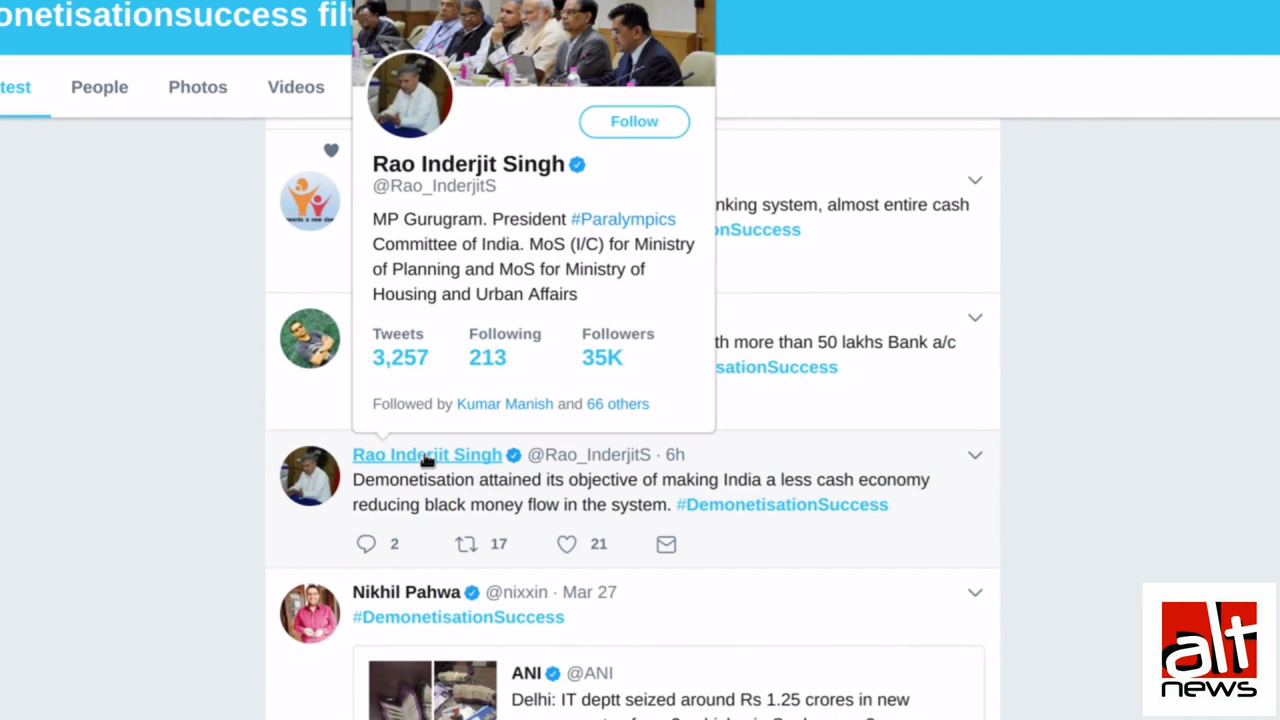 onetisationsuccess
test People Photos Videos
Follow
Rao Inderjit Singh
@Rao_InderjitS
MP Gurugram. President #Paralympics
Committee of India. MoS (I/C) for Ministry
of Planning and MoS for Ministry of
Housing and Urban Affairs
Tweets Following Followers
3,257 213 35K
Followed by Kumar Manish and 66 others
nking system, almost entire cash
onSuccess
th more than 50 lakhs Bank a/c
sationSuccess
Rao Inderjit Singh @Rao_InderjitS · 6h
Demonetisation attained its objective of making India a less cash economy
reducing black money flow in the system. #DemonetisationSuccess
2 17 21
Nikhil Pahwa @nixxin · Mar 27
#DemonetisationSuccess
ANI @ANI
Delhi: IT deptt seized around Rs 1.25 crores in new
alt
news